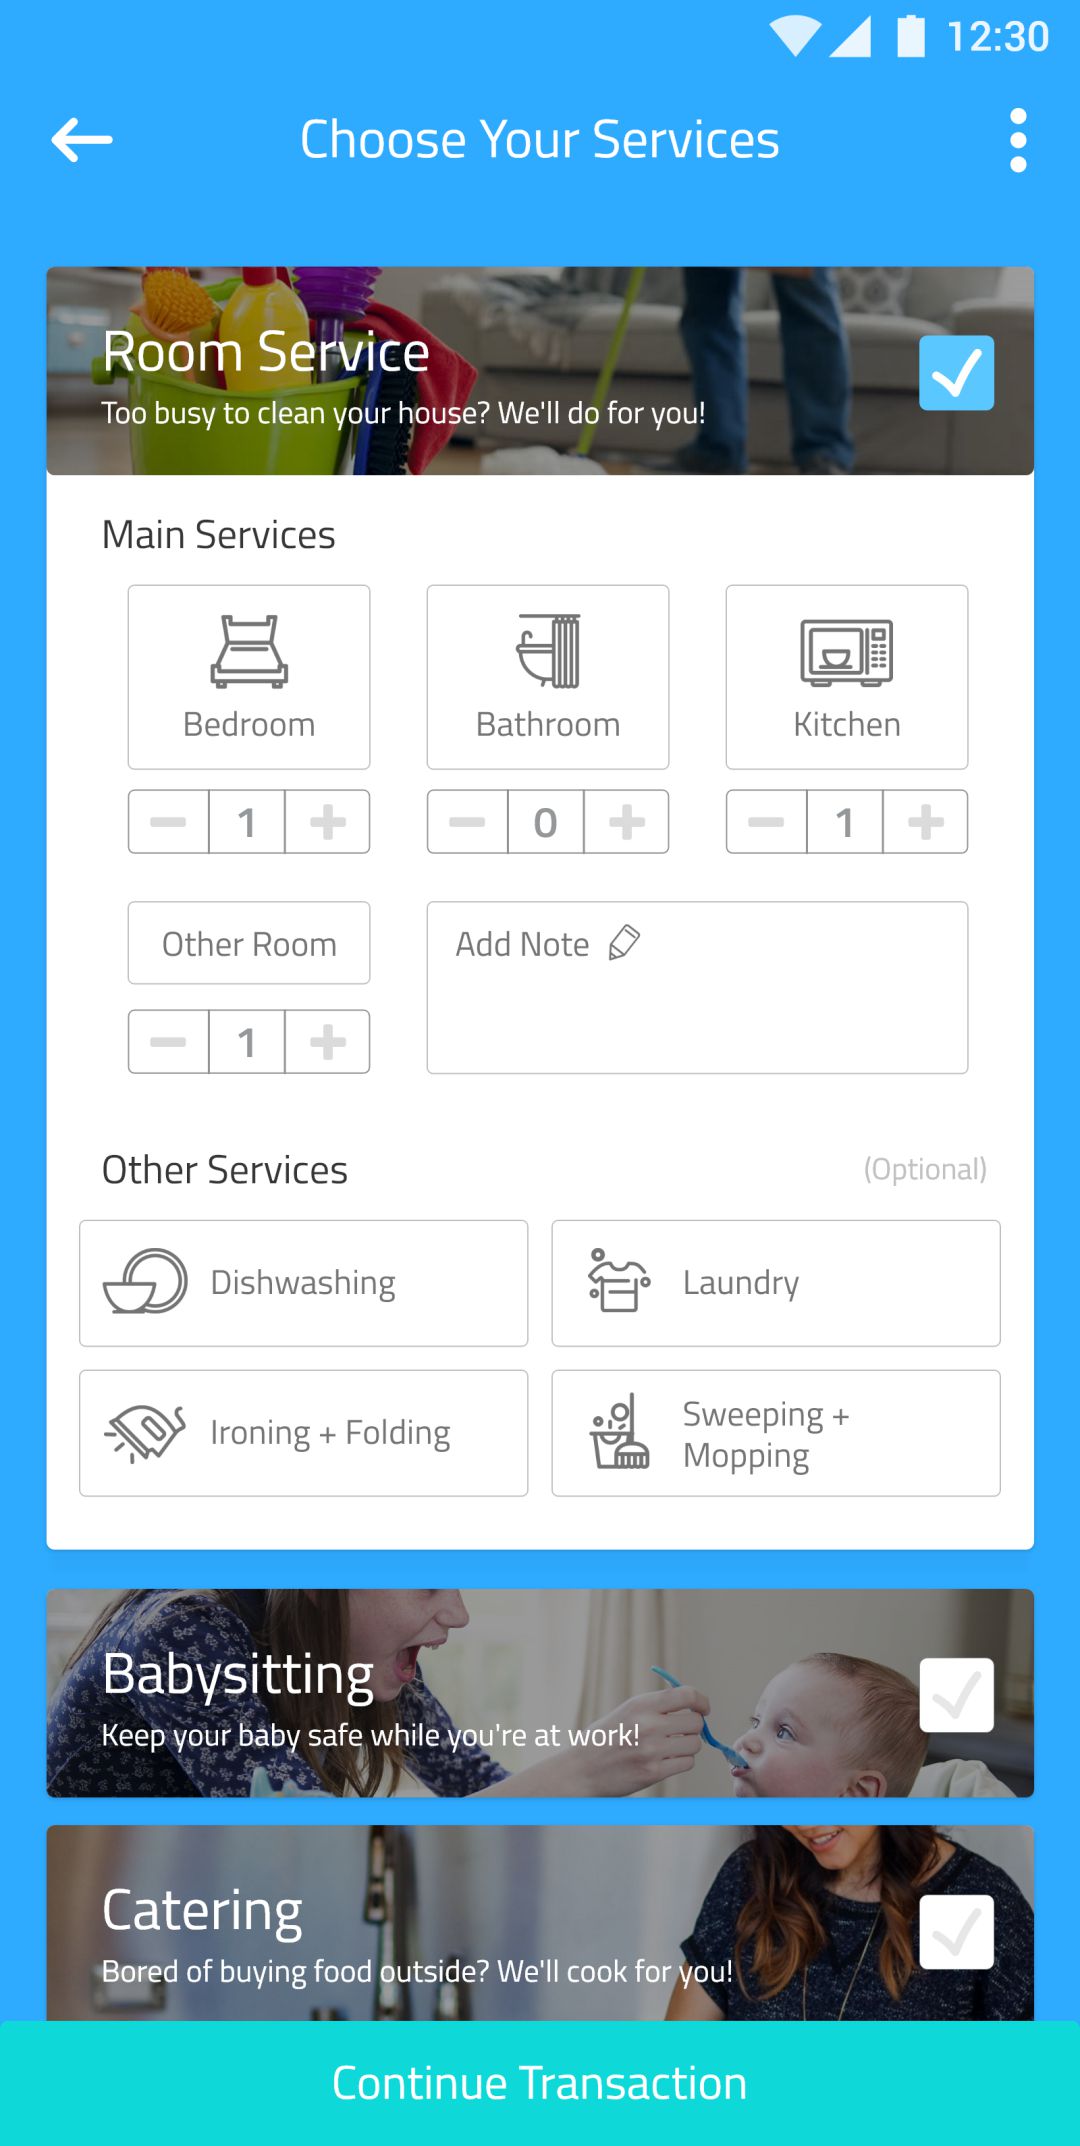 12:30
Choose Your Services
Room Service
Too busy to clean your house? We'll do for you!
Main Services
Bedroom
Bathroom
Kitchen
1
0
1
Other Room
Add Note
1
Other Services
(Optional)
Dishwashing
Laundry
Ironing + Folding
Sweeping +
Mopping
Babysitting
Keep your baby safe while you're at work!
Catering
Bored of buying food outside? We'll cook for you!
Continue Transaction